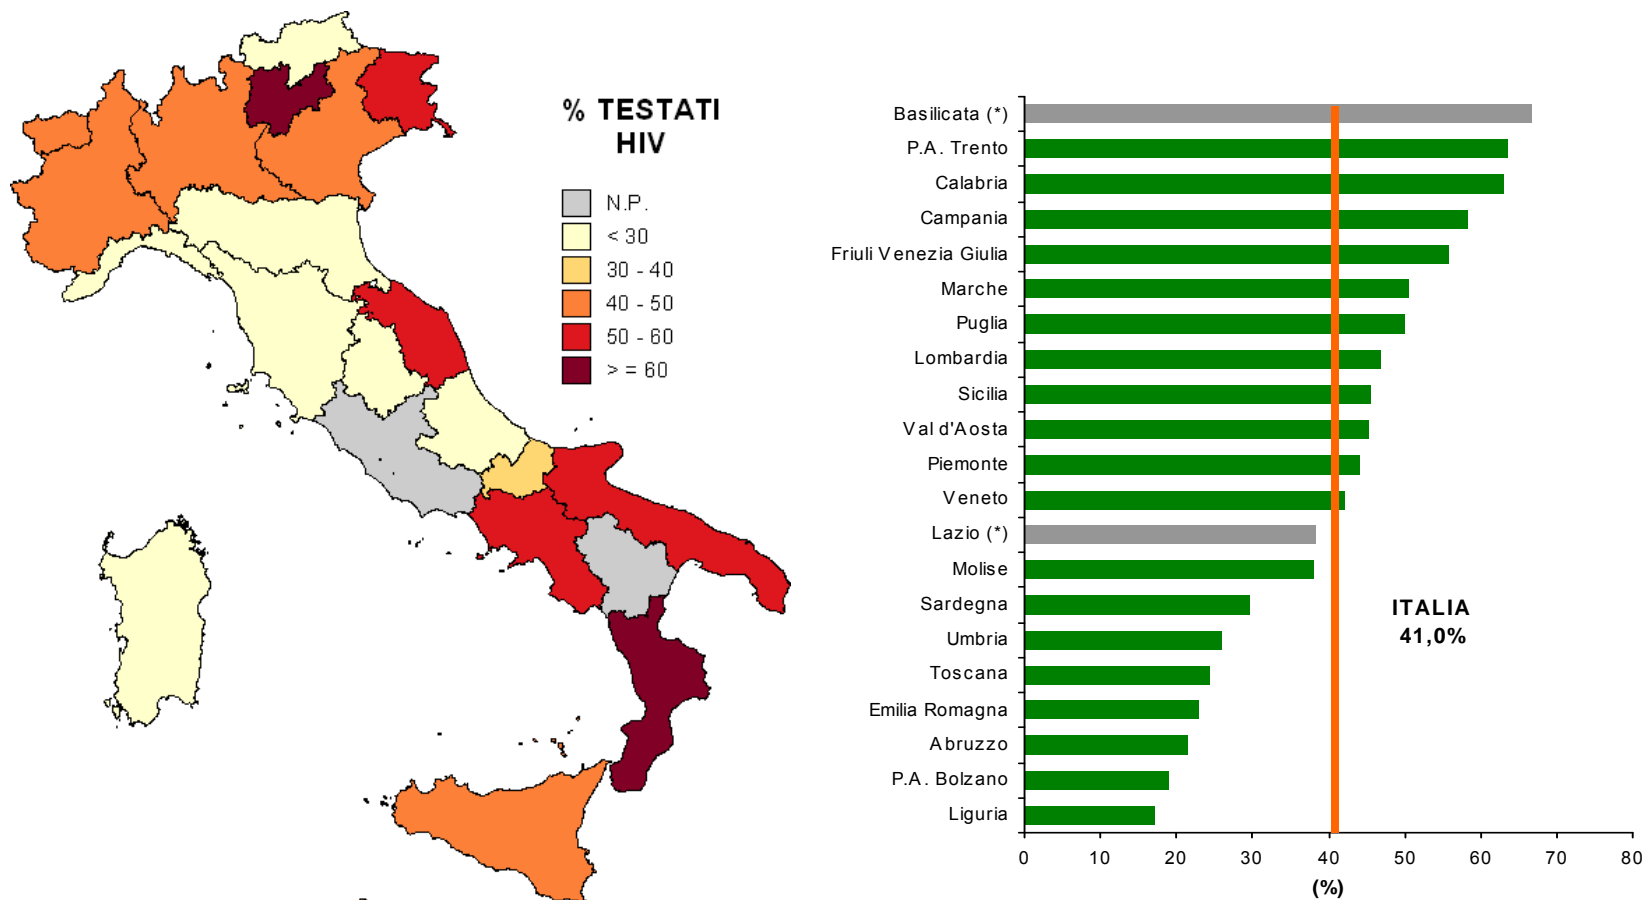 % TESTATI
HIV
N.P.
< 30
30 - 40
40 - 50
50 - 60
> = 60
Basilicata (*)
P.A. Trento
Calabria
Campania
Friuli Venezia Giulia
Marche
Puglia
Lombardia
Sicilia
Val d'Aosta
Piemonte
Veneto
Lazio (*)
Molise
Sardegna
Umbria
Toscana
Emilia Romagna
Abruzzo
P.A. Bolzano
Liguria
ITALIA
41,0%
0 10 20 30 40 50 60 70 80
(%)